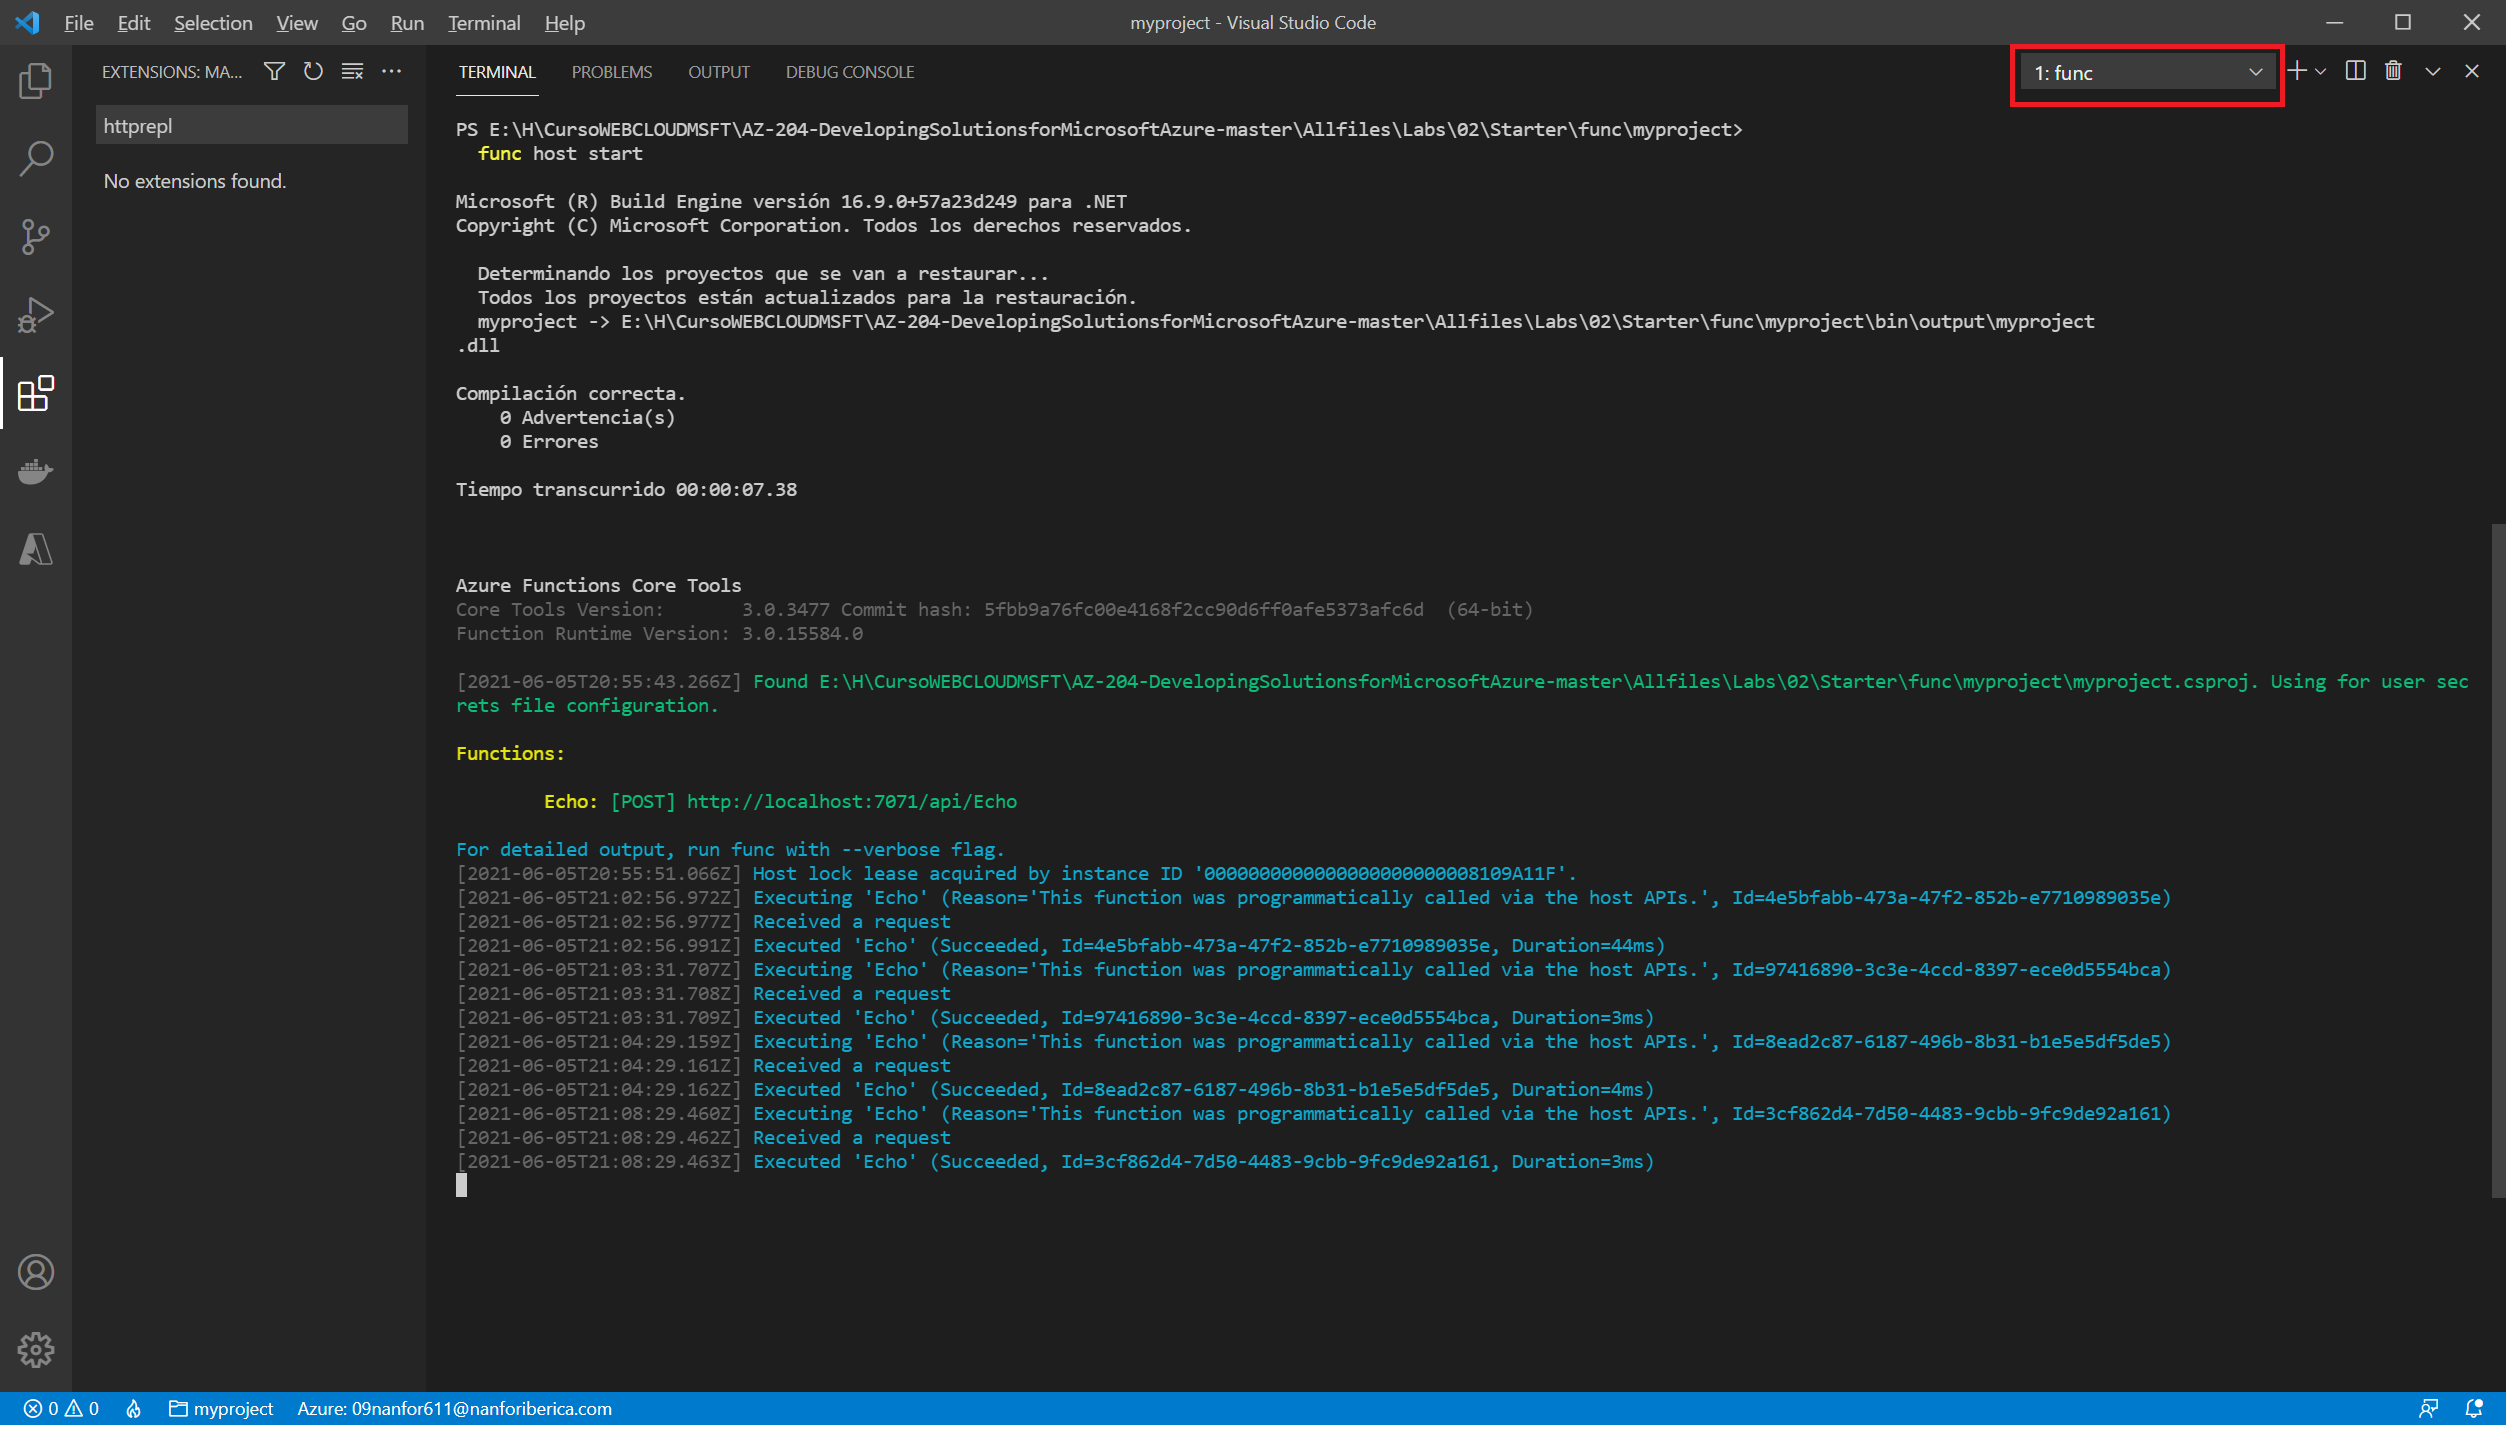 File Edit Selection View Go Run Terminal Help
myproject - Visual Studio Code
EXTENSIONS: MA...
httprepl
No extensions found.
TERMINAL PROBLEMS OUTPUT DEBUG CONSOLE
1: func
PS E:\H\CursoWEBCLOUDMSFT\AZ-204-DevelopingSolutionsforMicrosoftAzure-master\Allfiles\Labs\02\Starter\func\myproject>
func host start
Microsoft (R) Build Engine versión 16.9.0+57a23d249 para .NET
Copyright (C) Microsoft Corporation. Todos los derechos reservados.
Determinando los proyectos que se van a restaurar...
Todos los proyectos están actualizados para la restauración.
myproject -> E:\H\CursoWEBCLOUDMSFT\AZ-204-DevelopingSolutionsforMicrosoftAzure-master\Allfiles\Labs\02\Starter\func\myproject\bin\output\myproject
.dll
Compilación correcta.
0 Advertencia(s)
0 Errores
Tiempo transcurrido 00:00:07.38
Azure Functions Core Tools
Core Tools Version: 3.0.3477 Commit hash: 5fbb9a76fc00e4168f2cc90d6ff0afe5373afc6d (64-bit)
Function Runtime Version: 3.0.15584.0
[2021-06-05T20:55:43.266Z] Found E:\H\CursoWEBCLOUDMSFT\AZ-204-DevelopingSolutionsforMicrosoftAzure-master\Allfiles\Labs\02\Starter\func\myproject\myproject.csproj. Using for user sec
rets file configuration.
Functions:
Echo: [POST] http://localhost:7071/api/Echo
For detailed output, run func with --verbose flag.
[2021-06-05T20:55:51.066Z] Host lock lease acquired by instance ID '0000000000000000000000008109A11F'.
[2021-06-05T21:02:56.972Z] Executing 'Echo' (Reason='This function was programmatically called via the host APIs.', Id=4e5bfabb-473a-47f2-852b-e7710989035e)
[2021-06-05T21:02:56.977Z] Received a request
[2021-06-05T21:02:56.991Z] Executed 'Echo' (Succeeded, Id=4e5bfabb-473a-47f2-852b-e7710989035e, Duration=44ms)
[2021-06-05T21:03:31.707Z] Executing 'Echo' (Reason='This function was programmatically called via the host APIs.', Id=97416890-3c3e-4ccd-8397-ece0d5554bca)
[2021-06-05T21:03:31.708Z] Received a request
[2021-06-05T21:03:31.709Z] Executed 'Echo' (Succeeded, Id=97416890-3c3e-4ccd-8397-ece0d5554bca, Duration=3ms)
[2021-06-05T21:04:29.159Z] Executing 'Echo' (Reason='This function was programmatically called via the host APIs.', Id=8ead2c87-6187-496b-8b31-b1e5e5df5de5)
[2021-06-05T21:04:29.161Z] Received a request
[2021-06-05T21:04:29.162Z] Executed 'Echo' (Succeeded, Id=8ead2c87-6187-496b-8b31-b1e5e5df5de5, Duration=4ms)
[2021-06-05T21:08:29.460Z] Executing 'Echo' (Reason='This function was programmatically called via the host APIs.', Id=3cf862d4-7d50-4483-9cbb-9fc9de92a161)
[2021-06-05T21:08:29.462Z] Received a request
[2021-06-05T21:08:29.463Z] Executed 'Echo' (Succeeded, Id=3cf862d4-7d50-4483-9cbb-9fc9de92a161, Duration=3ms)
0 0 myproject Azure: 09nanfor611@nanforiberica.com